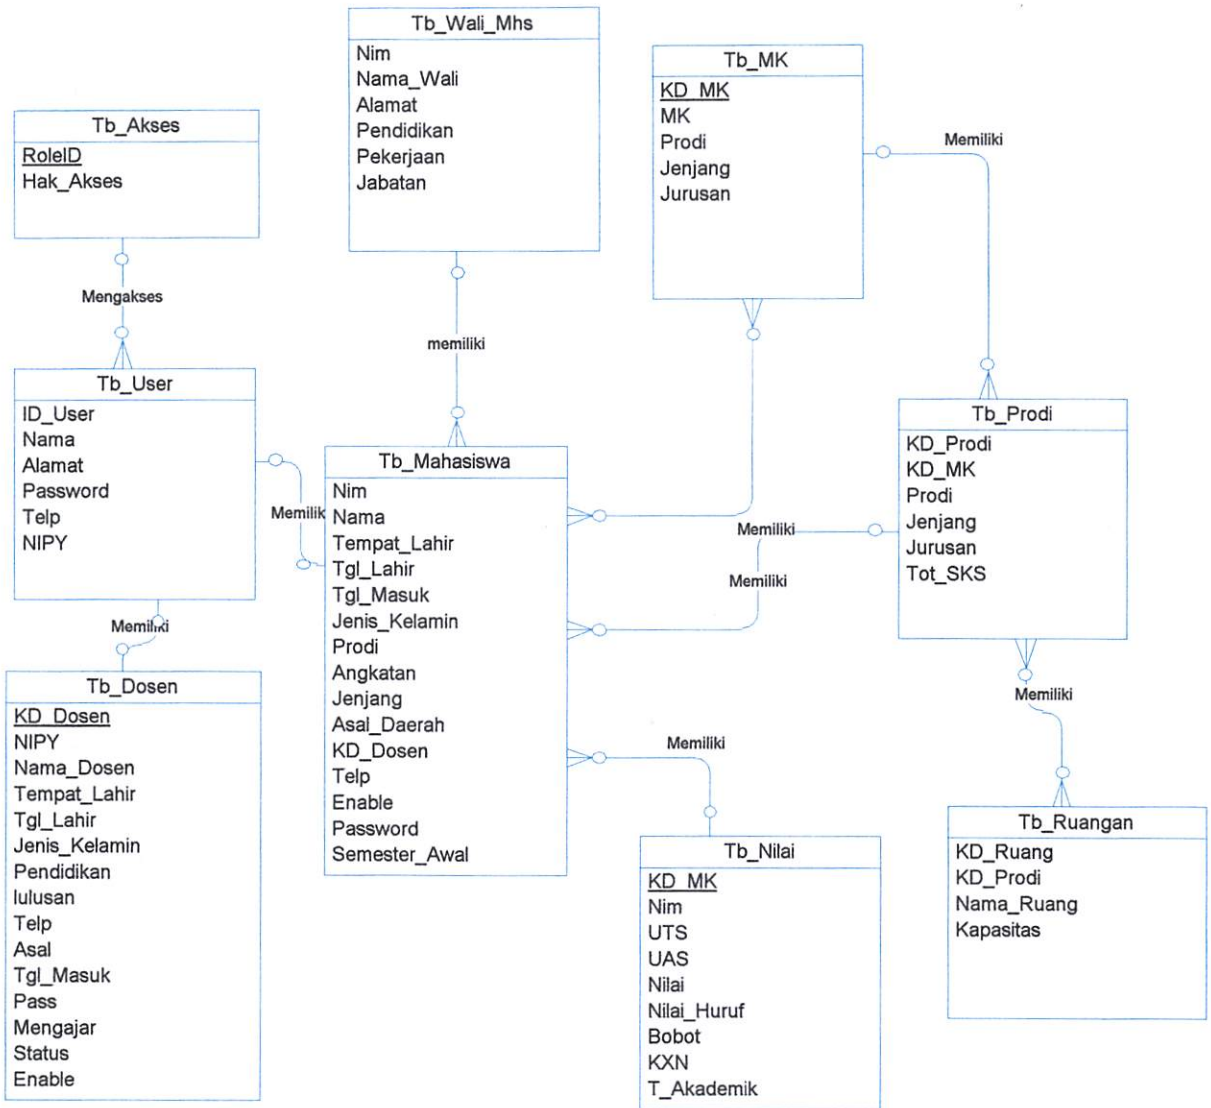 Tb_Wali_Mhs
Nim
Nama_Wali
Alamat
Pendidikan
Pekerjaan
Jabatan
Tb_MK
KD_MK
MK
Prodi
Jenjang
Jurusan
Memiliki
Tb_Akses
RoleID
Hak_Akses
Mengakses
memiliki
Tb_User
ID_User
Nama
Alamat
Password
Telp
NIPY
Memilik
Memiliki
Tb_Mahasiswa
Nim
Nama
Tempat_Lahir
Tgl_Lahir
Tgl_Masuk
Jenis_Kelamin
Prodi
Angkatan
Jenjang
Asal_Daerah
KD_Dosen
Telp
Enable
Password
Semester_Awal
Memiliki
Memiliki
Tb_Prodi
KD_Prodi
KD_MK
Prodi
Jenjang
Jurusan
Tot_SKS
Memiliki
Tb_Dosen
KD_Dosen
NIPY
Nama_Dosen
Tempat_Lahir
Tgl_Lahir
Jenis_Kelamin
Pendidikan
lulusan
Telp
Asal
Tgl_Masuk
Pass
Mengajar
Status
Enable
Memiliki
Tb_Nilai
KD_MK
Nim
UTS
UAS
Nilai
Nilai_Huruf
Bobot
KXN
T_Akademik
Tb_Ruangan
KD_Ruang
KD_Prodi
Nama_Ruang
Kapasitas